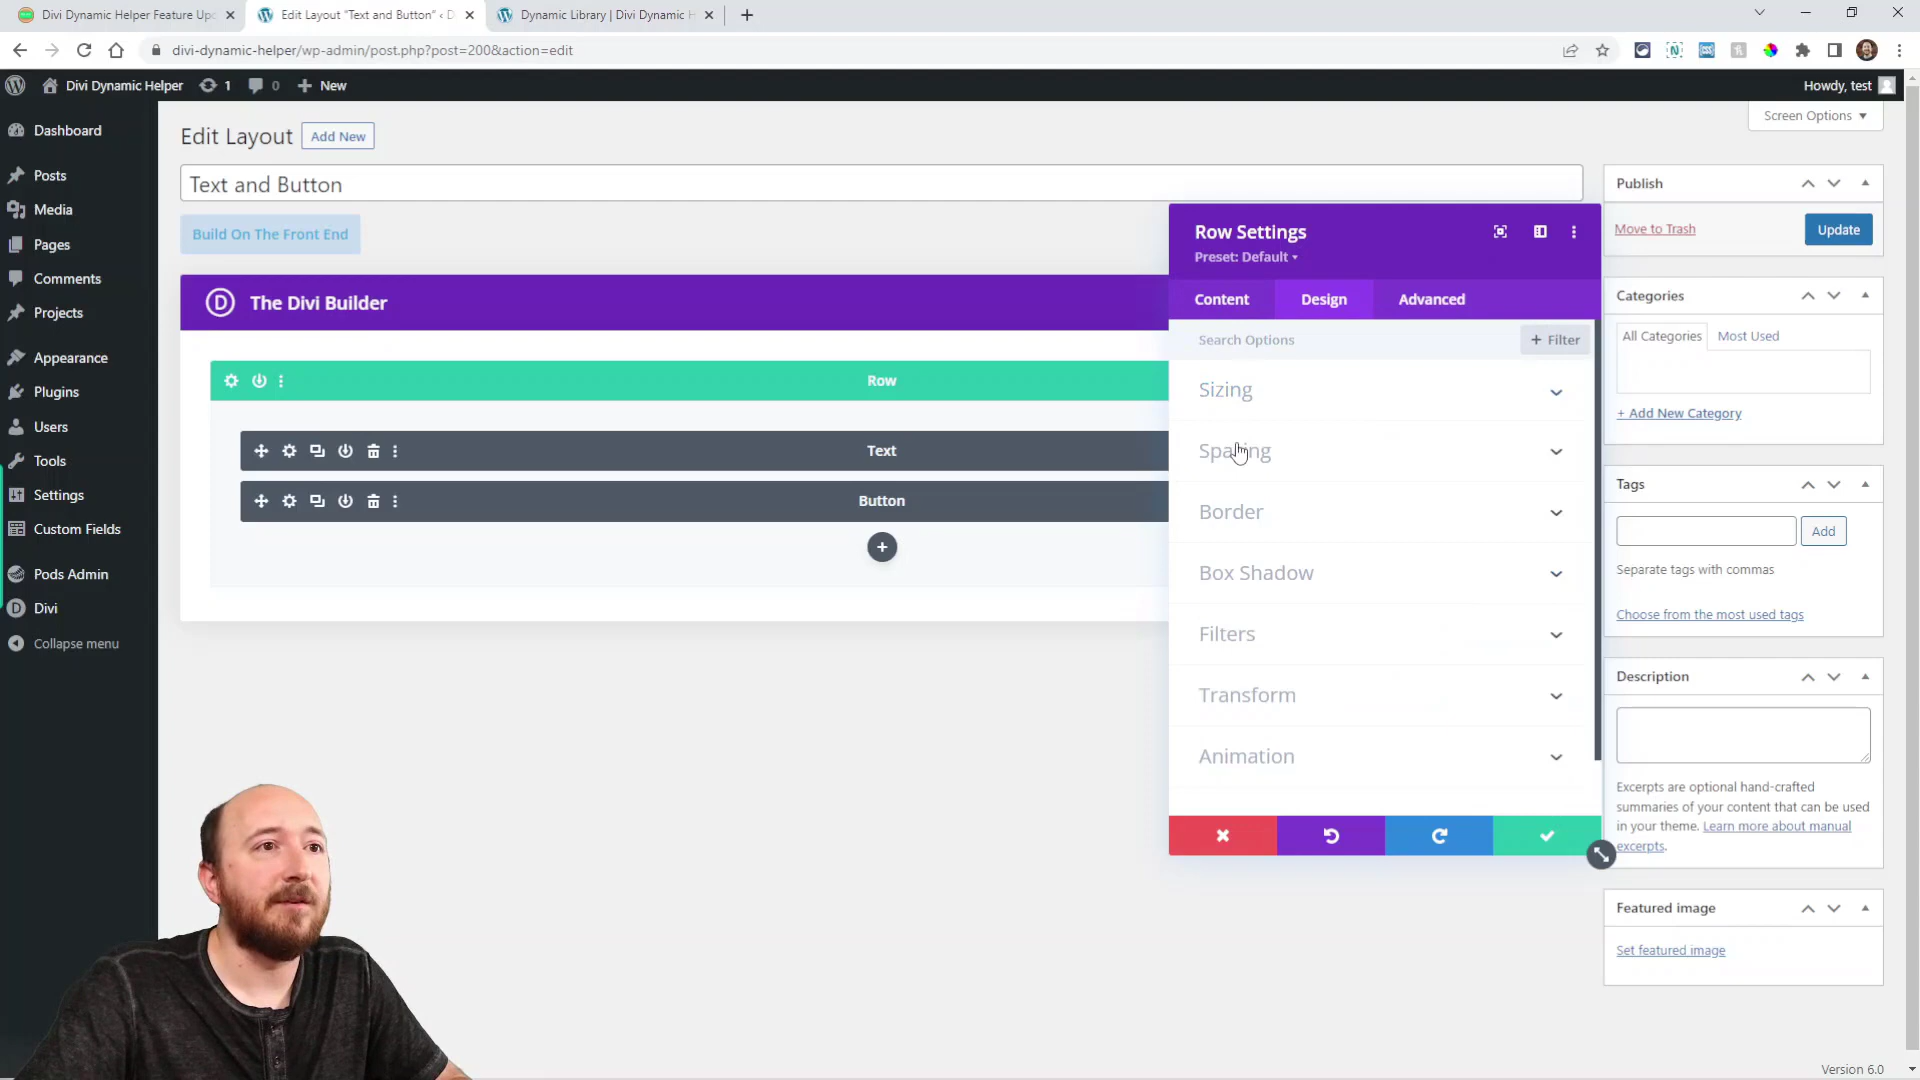 Divi Dynamic Helper Feature Up
Edit Layout "Text and Button" ‹ D
Dynamic Library | Divi Dynamic H
divi-dynamic-helper/wp-admin/post.php?post=200&action=edit
Divi Dynamic Helper
1
0
New
Howdy, test
Screen Options
Dashboard
Posts
Media
Pages
Comments
Projects
Appearance
Plugins
Users
Tools
Settings
Custom Fields
Pods Admin
Divi
Collapse menu
Edit Layout
Add New
Text and Button
Build On The Front End
The Divi Builder
Row
Text
Button
Row Settings
Preset: Default
Content
Design
Advanced
Search Options
+ Filter
Sizing
Spacing
Border
Box Shadow
Filters
Transform
Animation
Publish
Move to Trash
Update
Categories
All Categories
Most Used
+ Add New Category
Tags
Add
Separate tags with commas
Choose from the most used tags
Description
Excerpts are optional hand-crafted
summaries of your content that can be used
in your theme. Learn more about manual
excerpts.
Featured image
Set featured image
Version 6.0